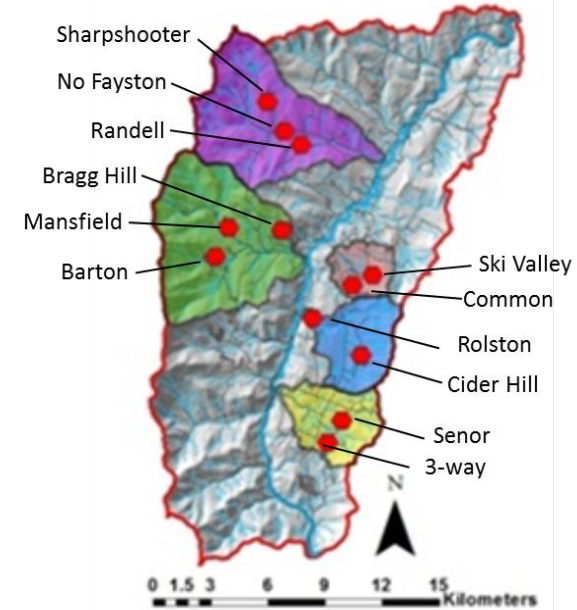 Sharpshooter
No Fayston
Randell
Bragg Hill
Mansfield
Barton
Ski Valley
Common
Rolston
Cider Hill
Senor
3-way
N
0 1.5 3 6 9 12 15
Kilometers